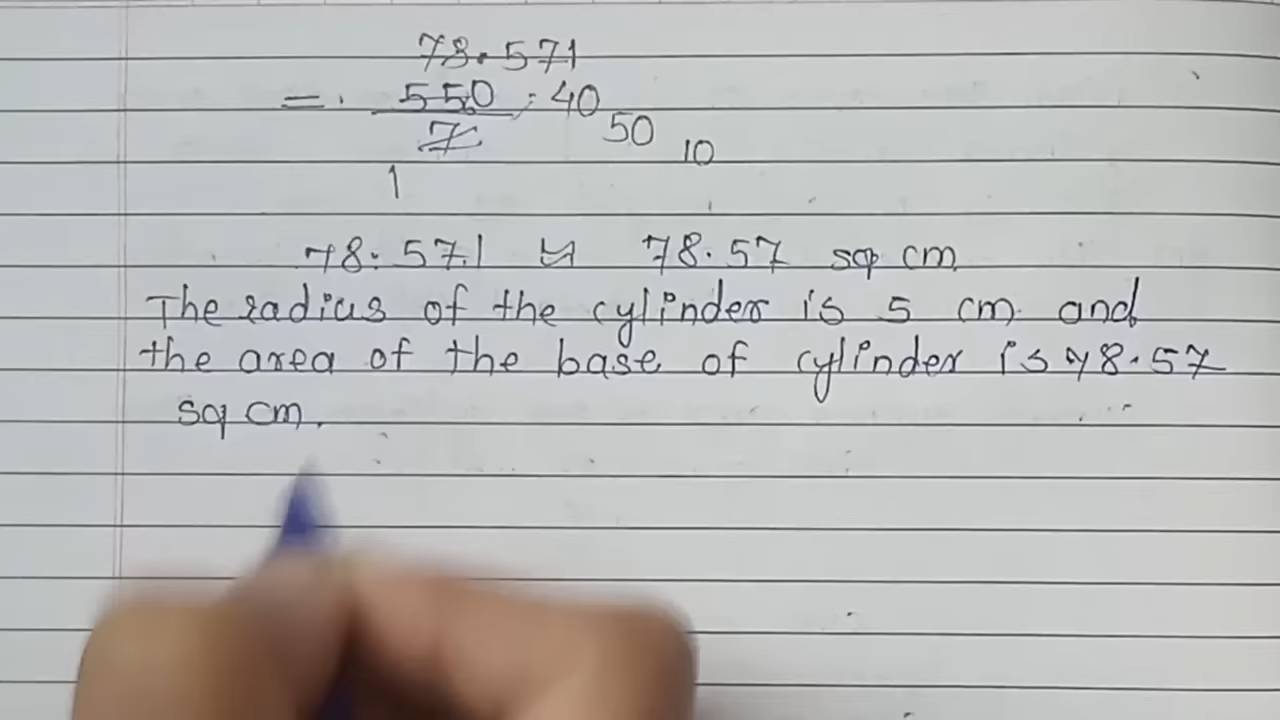 78.571
= 550 40
50
7
10
1
78.571 ≈ 78.57 sq cm
The radius of the cylinder is 5 cm and
the area of the base of cylinder is 78.57
sq cm.